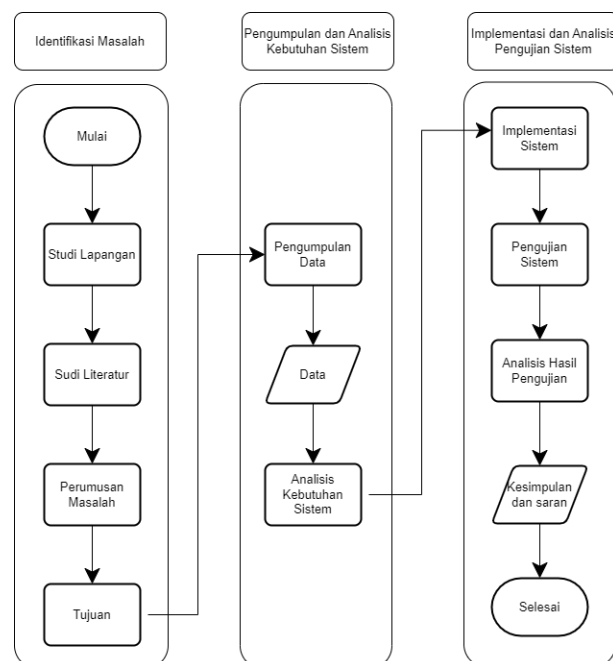 Identifikasi Masalah
Pengumpulan dan Analisis
Kebutuhan Sistem
Implementasi dan Analisis
Pengujian Sistem
Mulai
Studi Lapangan
Sudi Literatur
Perumusan
Masalah
Tujuan
Pengumpulan
Data
Data
Analisis
Kebutuhan
Sistem
Implementasi
Sistem
Pengujian
Sistem
Analisis Hasil
Pengujian
Kesimpulan
dan saran
Selesai